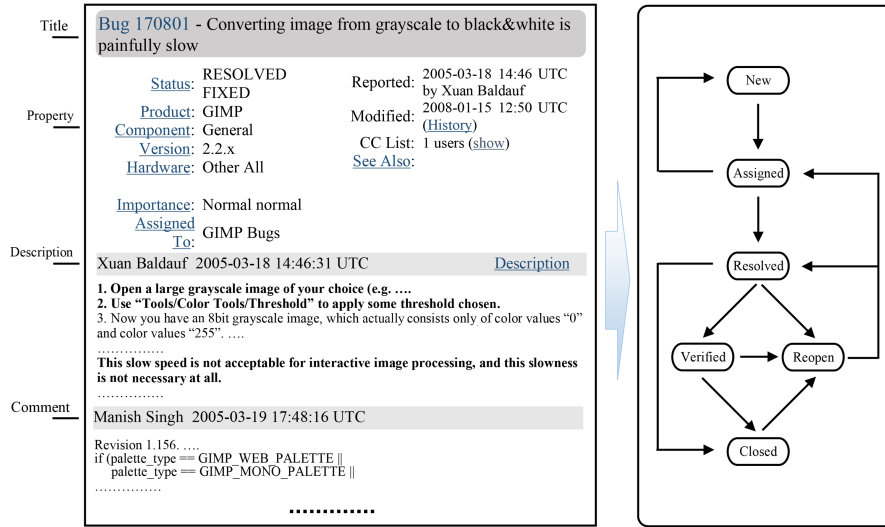 Title
Bug 170801 - Converting image from grayscale to black&white is
painfully slow
Property
Status: RESOLVED
FIXED
Product: GIMP
Component: General
Version: 2.2.x
Hardware: Other All
Importance: Normal normal
Assigned
To: GIMP Bugs
Reported: 2005-03-18 14:46 UTC
by Xuan Baldauf
Modified: 2008-01-15 12:50 UTC
(History)
CC List: 1 users (show)
See Also:
Description
Xuan Baldauf 2005-03-18 14:46:31 UTC Description
1. Open a large grayscale image of your choice (e.g. ….
2. Use “Tools/Color Tools/Threshold” to apply some threshold chosen.
3. Now you have an 8bit grayscale image, which actually consists only of color values “0”
and color values “255”. ….
……………
This slow speed is not acceptable for interactive image processing, and this slowness
is not necessary at all.
……………
Comment
Manish Singh 2005-03-19 17:48:16 UTC
Revision 1.156. ….
if (palette_type == GIMP_WEB_PALETTE ||
palette_type == GIMP_MONO_PALETTE ||
……………
………….
New
Assigned
Resolved
Verified
Reopen
Closed